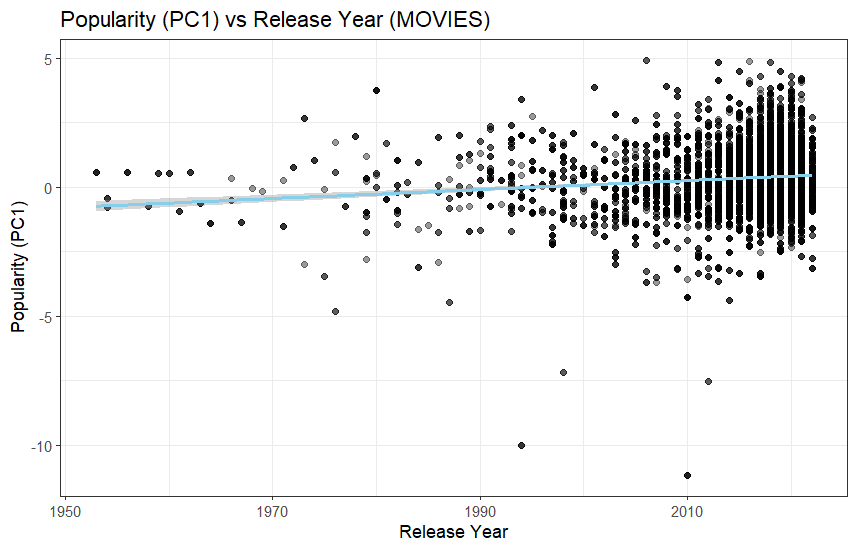 Popularity (PC1) vs Release Year (MOVIES)
5
0
-5
-10
Popularity (PC1)
1950 1970 1990 2010
Release Year